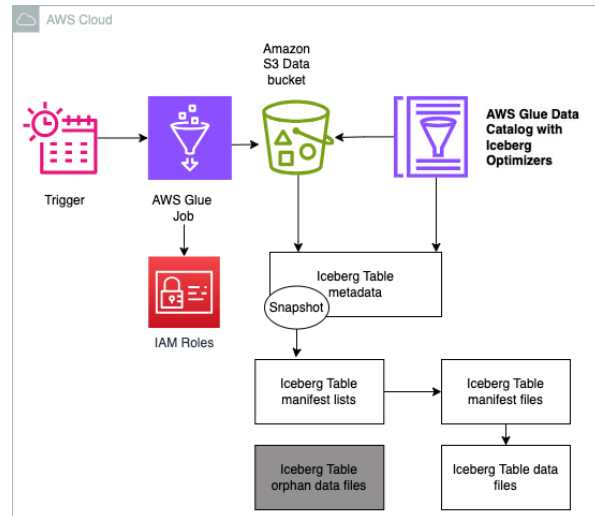 AWS Cloud
Amazon
S3 Data
bucket
AWS Glue Data
Catalog with
Iceberg
Optimizers
Trigger
AWS Glue
Job
IAM Roles
Iceberg Table
metadata
Snapshot
Iceberg Table
manifest lists
Iceberg Table
manifest files
Iceberg Table
orphan data files
Iceberg Table data
files